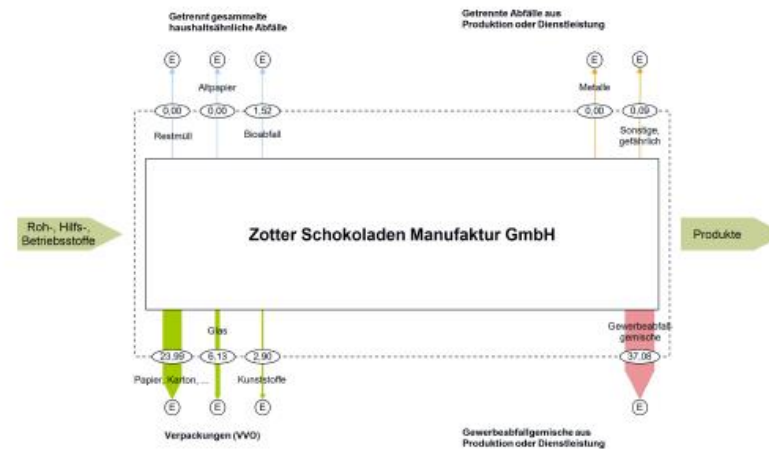 Getrennt gesammelte
haushaltsähnliche Abfälle
Getrennte Abfälle aus
Produktion oder Dienstleistung
E
E
E
E
E
Altpapier
Metalle
0,00
0,00
1,52
0,00
0,09
Restmüll
Bioabfall
Sonstige,
gefährlich
Roh-, Hilfs-,
Betriebsstoffe
Zotter Schokoladen Manufaktur GmbH
Produkte
Glas
Gewerbeabfall-
gemische
23,99
6,13
2,90
37,08
Papier, Karton, ...
Kunststoffe
E
E
E
E
Verpackungen (VVO)
Gewerbeabfallgemische aus
Produktion oder Dienstleistung